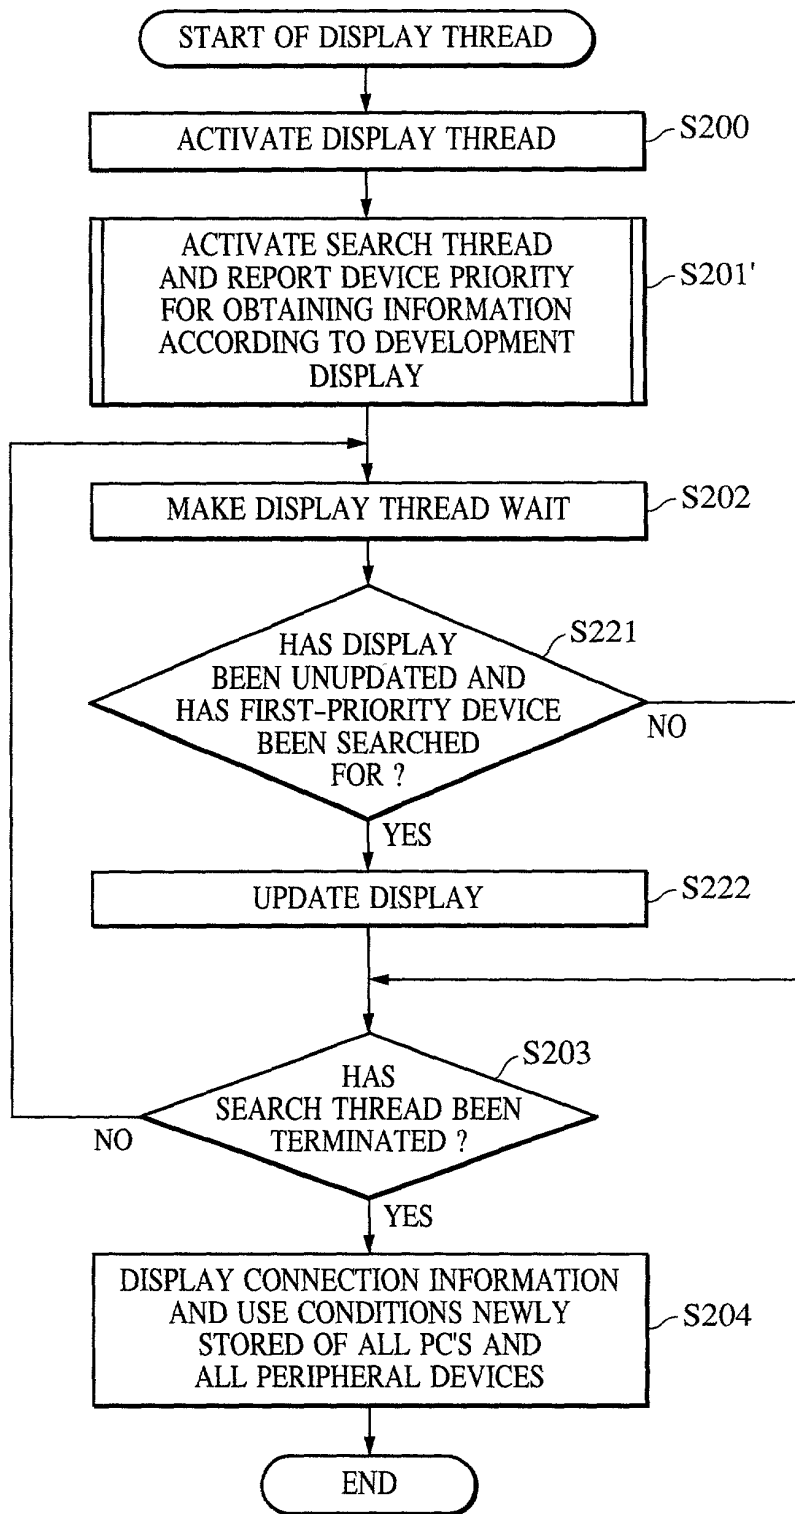 START OF DISPLAY THREAD
ACTIVATE DISPLAY THREAD
S200
ACTIVATE SEARCH THREAD
AND REPORT DEVICE PRIORITY
FOR OBTAINING INFORMATION
ACCORDING TO DEVELOPMENT
DISPLAY
S201'
MAKE DISPLAY THREAD WAIT
S202
HAS DISPLAY
BEEN UNUPDATED AND
HAS FIRST-PRIORITY DEVICE
BEEN SEARCHED
FOR ?
S221
NO
YES
UPDATE DISPLAY
S222
HAS
SEARCH THREAD BEEN
TERMINATED ?
S203
NO
YES
DISPLAY CONNECTION INFORMATION
AND USE CONDITIONS NEWLY
STORED OF ALL PC'S AND
ALL PERIPHERAL DEVICES
S204
END